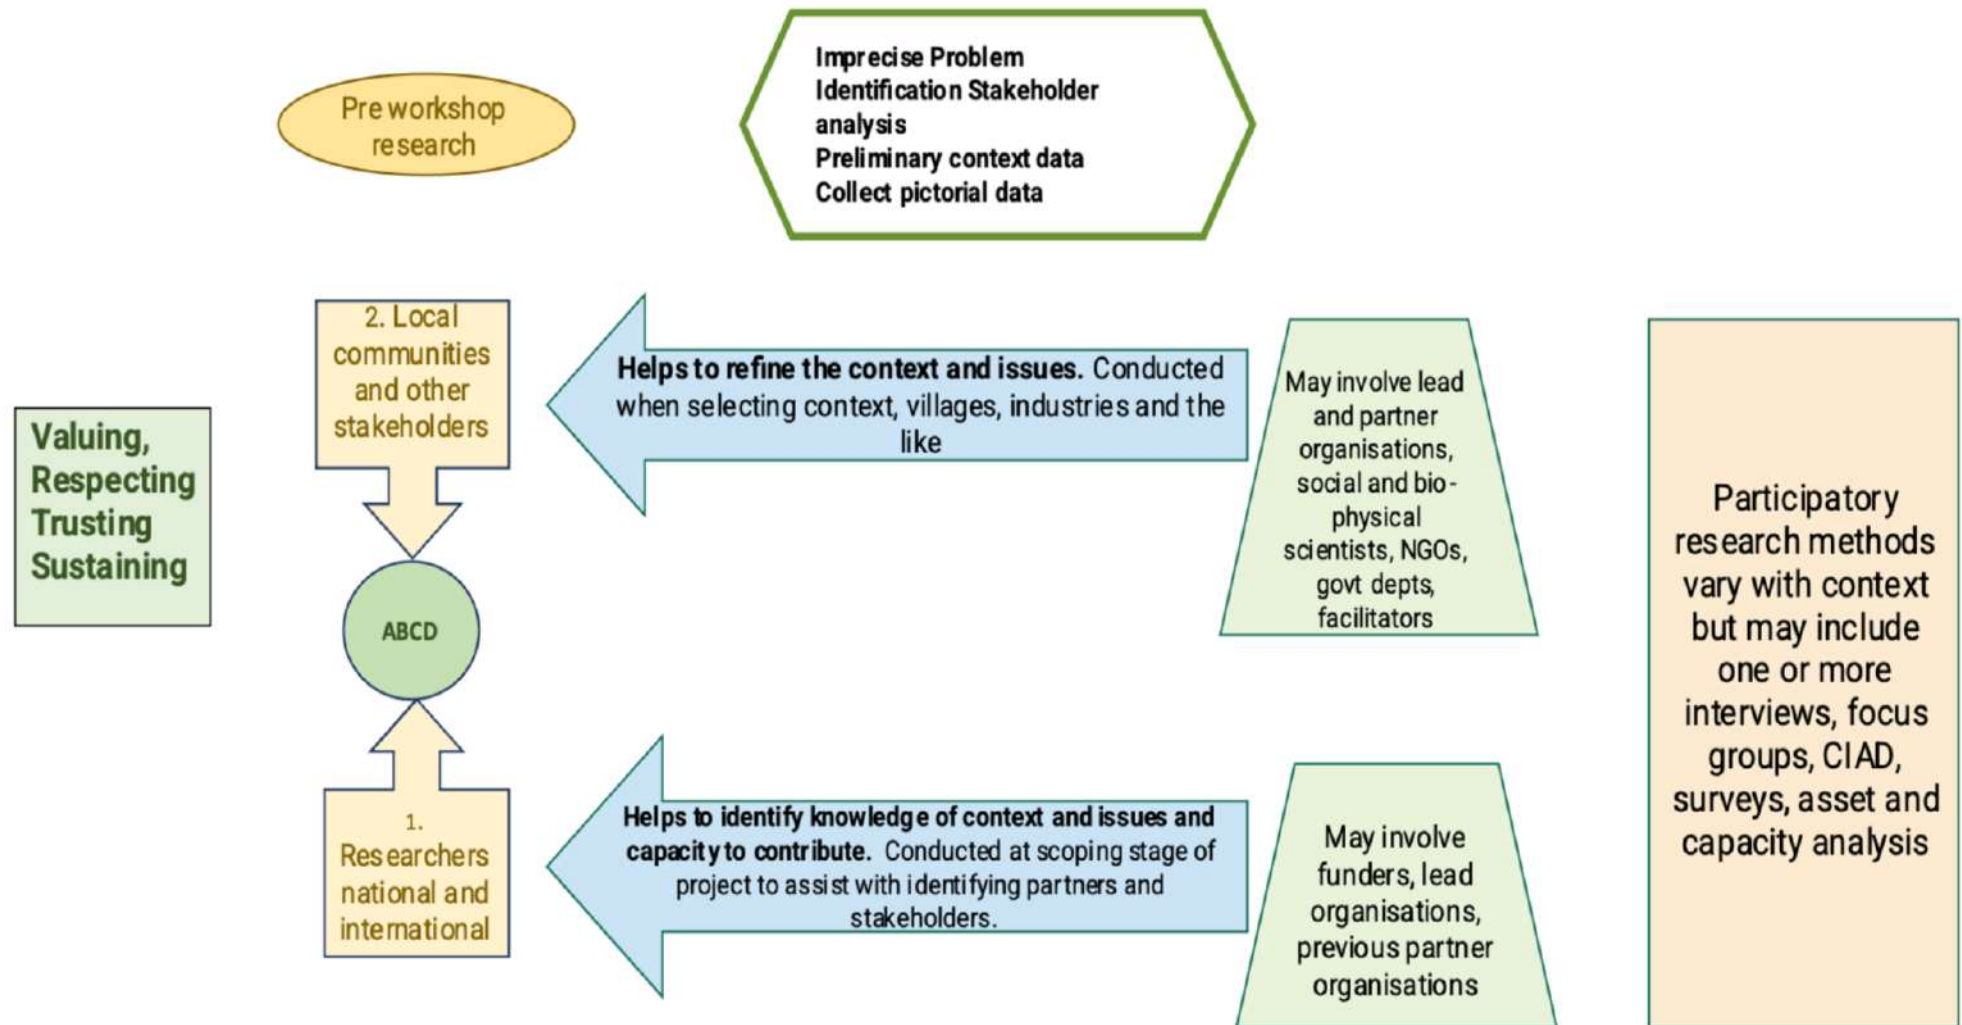 Pre workshop
research
Imprecise Problem
Identification Stakeholder
analysis
Preliminary context data
Collect pictorial data
Valuing,
Respecting
Trusting
Sustaining
2. Local
communities
and other
stakeholders
ABCD
1.
Researchers
national and
international
Helps to refine the context and issues. Conducted
when selecting context, villages, industries and the
like
Helps to identify knowledge of context and issues and
capacity to contribute. Conducted at scoping stage of
project to assist with identifying partners and
stakeholders.
May involve lead
and partner
organisations,
social and bio-
physical
scientists, NGOs,
govt depts,
facilitators
May involve
funders, lead
organisations,
previous partner
organisations
Participatory
research methods
vary with context
but may include
one or more
interviews, focus
groups, CIAD,
surveys, asset and
capacity analysis